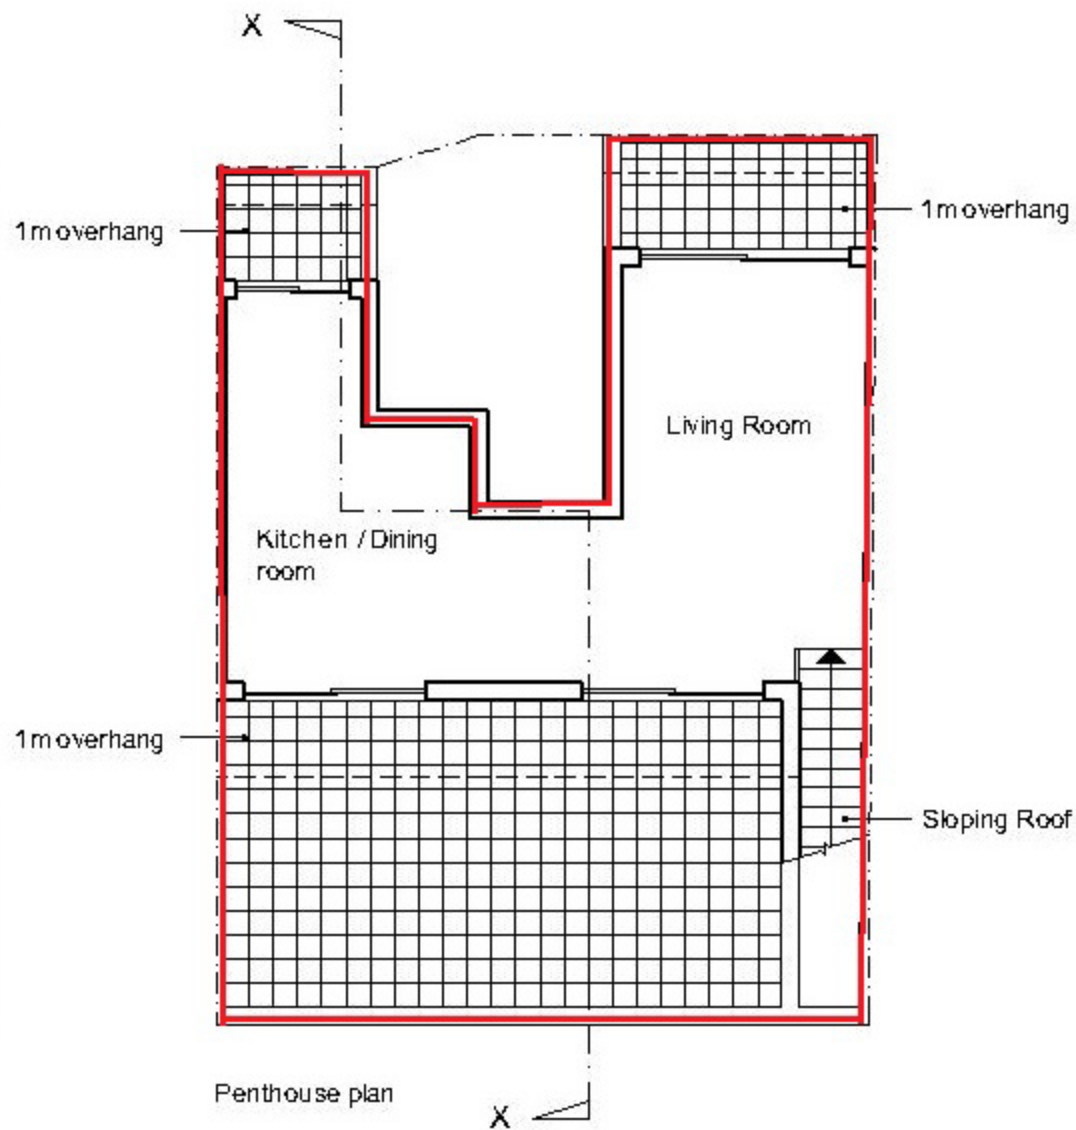 X
1m overhang
1m overhang
Living Room
Kitchen / Dining
room
1m overhang
Sloping Roof
Penthouse plan
X